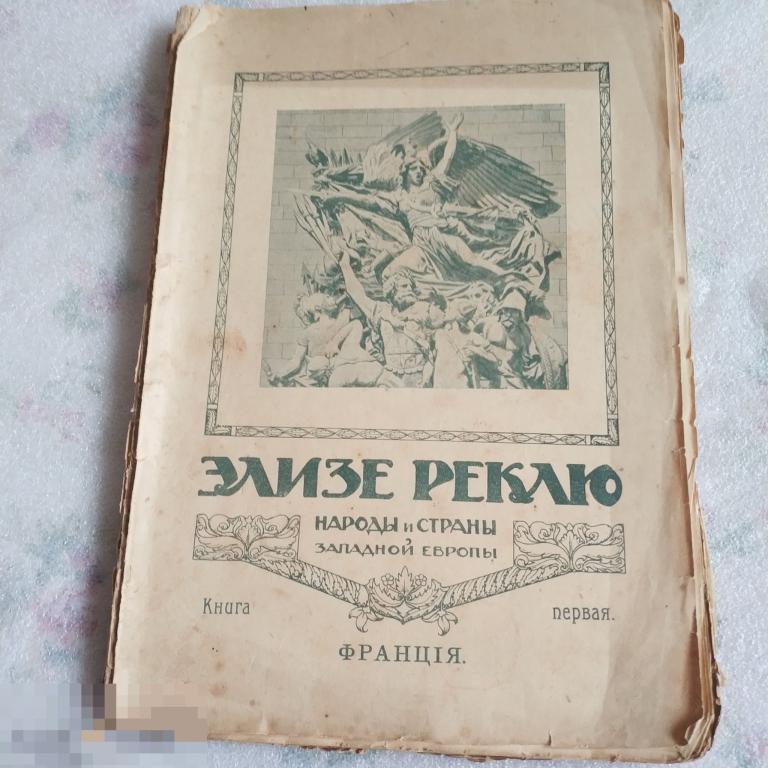 ЭЛИЗЕ РЕКЛЮ
НАРОДЫ и СТРАНЫ
ЗАПАДНОЙ ЕВРОПЫ
Книга первая.
ФРАНЦІЯ.